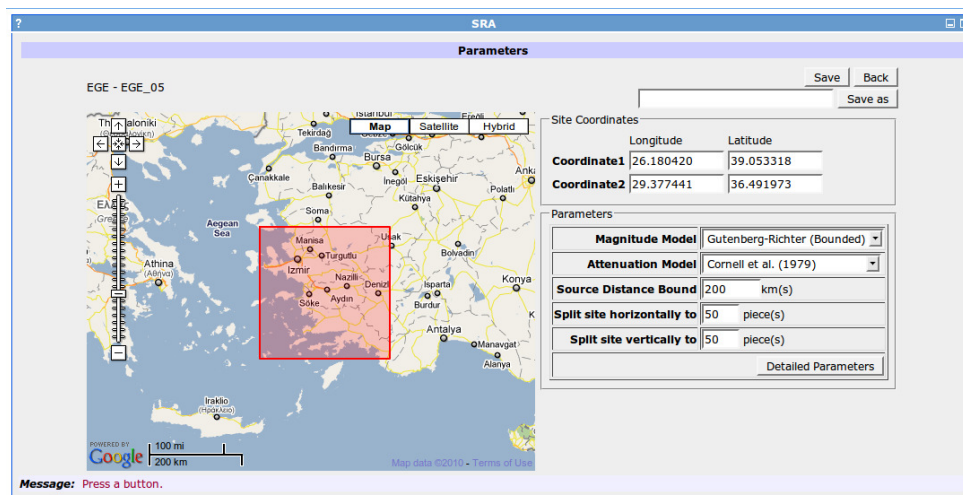 ? SRA
Parameters
EGE - EGE_05
Save Back
Save as
Map Satellite Hybrid
Tekirdağ
Bandırma
Gölcük
Bursa
Çanakkale
Balıkesir
İnegöl
Eskişehir
Polatlı
Kütahya
Soma
Aegean
Sea
Manisa
Turgutlu
Uşak
Bolvadin
İzmir
Athina
(Αθήνα)
Nazilli
Denizli
Isparta
Konya
Söke
Aydın
Burdur
Antalya
Manavgat
Alanya
Iraklio
(Ηράκλειο)
100 mi
200 km
POWERED BY
Google
Map data ©2010 - Terms of Use
Site Coordinates
Longitude Latitude
Coordinate1 26.180420 39.053318
Coordinate2 29.377441 36.491973
Parameters
Magnitude Model Gutenberg-Richter (Bounded)
Attenuation Model Cornell et al. (1979)
Source Distance Bound 200 km(s)
Split site horizontally to 50 piece(s)
Split site vertically to 50 piece(s)
Detailed Parameters
Message: Press a button.